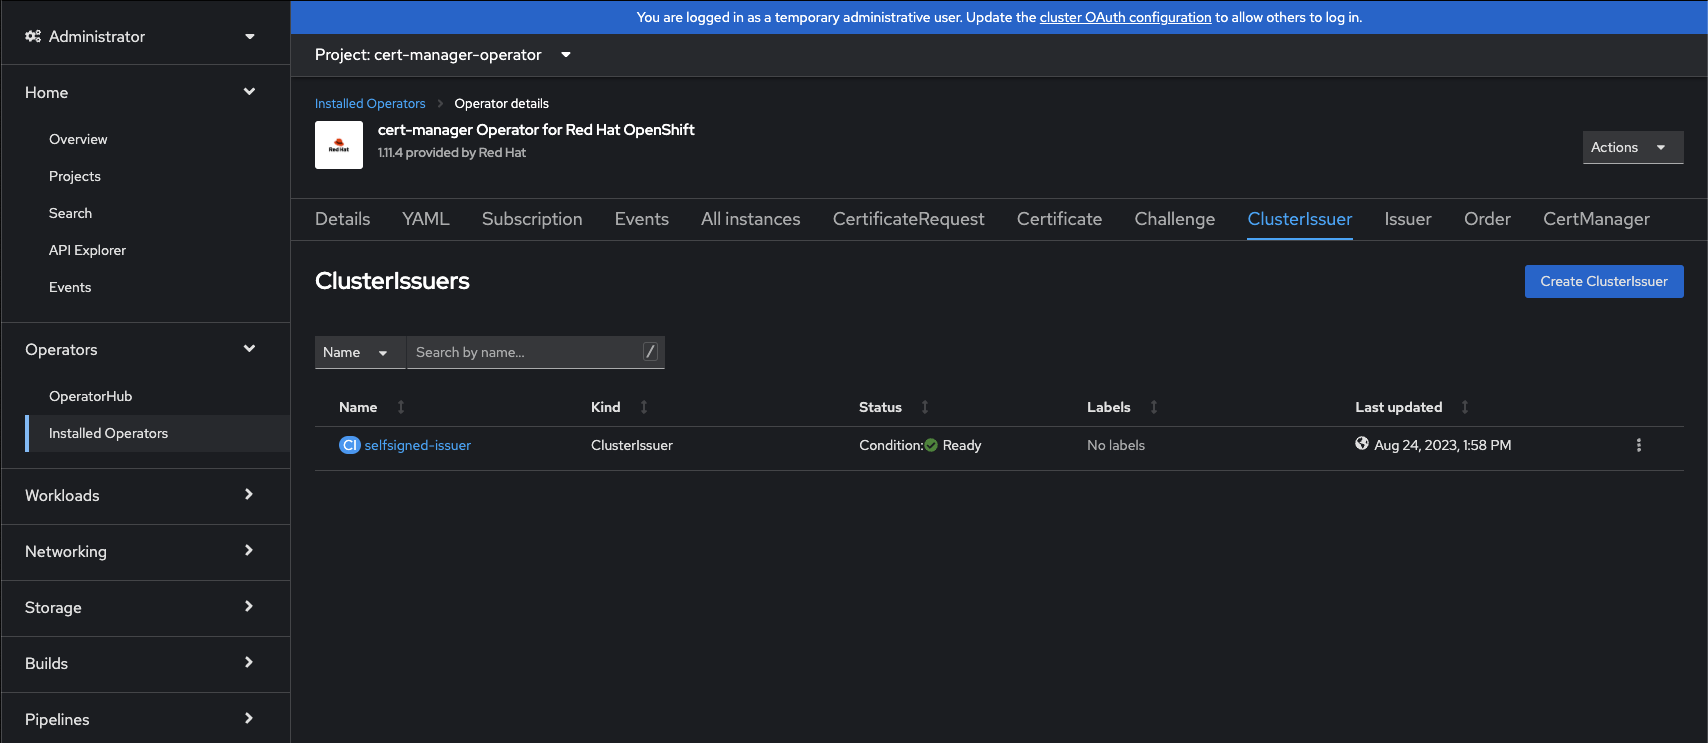 You are logged in as a temporary administrative user. Update the cluster OAuth configuration to allow others to log in.
Administrator
Home
Overview
Projects
Search
API Explorer
Events
Operators
OperatorHub
Installed Operators
Workloads
Networking
Storage
Builds
Pipelines
Project: cert-manager-operator
Installed Operators > Operator details
Red Hat
cert-manager Operator for Red Hat OpenShift
1.11.4 provided by Red Hat
Actions
Details YAML Subscription Events All instances CertificateRequest Certificate Challenge ClusterIssuer Issuer Order CertManager
ClusterIssuers
Create ClusterIssuer
Name Search by name... /
Name Kind Status Labels Last updated
CI selfsigned-issuer ClusterIssuer Condition: Ready No labels Aug 24, 2023, 1:58 PM